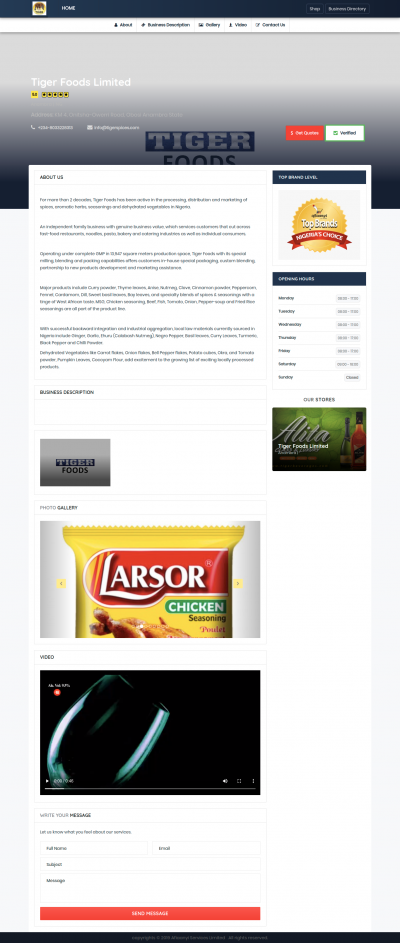 HOME
Shop
Business Directory
About
Business Description
Gallery
Video
Contact Us
Tiger Foods Limited
5.0
info@tigerspices.com
Get Quotes
Verified
TIGER
FOODS
ABOUT US
For more than 2 decades, Tiger Foods has been active in the processing, distribution and marketing of
spices, aromatic herbs, seasonings and dehydrated vegetables in Nigeria.
An independent family business with genuine business value, which services customers that cut across
fast-food restaurants, noodles, pasta, bakery and catering industries as well as individual consumers.
Operating under complete GMP in 10,947 square meters production space, Tiger Foods with its special
milling, blending and packing capabilities offers customers in-house special packaging, custom blending
partnership to new products development and marketing assistance.
Major products include Curry powder, Thyme leaves, Anise, Nutmeg, Clove, Cinnamon powder, Peppercorn,
Fennel, Cardamom, Dill, Sweet basil leaves, Bay leaves, and specialty blends of spices & seasonings with a
tinge of West African taste. MSG, Chicken seasoning, Beef, Fish, Tomato, Onion, Pepper-soup and Fried Rice
seasonings are all part of the product line.
With successful backward integration and industrial aggregation; local raw materials currently sourced in
Nigeria include Ginger, Garlic, Ehuru (Calabash Nutmeg), Negro Pepper, Basil leaves, Curry Leaves, Turmeric,
Black Pepper and Chilli Powder.
Dehydrated Vegetables like Carrot flakes, Onion flakes, Bell Pepper flakes, Potato cubes, Okra, and Tomato
powder, Pumpkin Leaves, Cocoyam Flour, add excitement to the growing list of exciting locally processed
products.
BUSINESS DESCRIPTION
TIGER
FOODS
PHOTO GALLERY
LARSOR
CHICKEN
Seasoning
Poulet
VIDEO
0:00 / 0:46
WRITE YOUR MESSAGE
Let us know what you feel about our services.
Full Name
Email
Subject
Message
SEND MESSAGE
TOP BRAND LEVEL
Top Brands
NIGERIA'S CHOICE
OPENING HOURS
Monday
08:00 - 17:00
Tuesday
08:00 - 17:00
Wednesday
08:00 - 17:00
Thursday
08:00 - 17:00
Friday
08:00 - 17:00
Saturday
Sunday
Closed
OUR STORES
Alita
Tiger Foods Limited